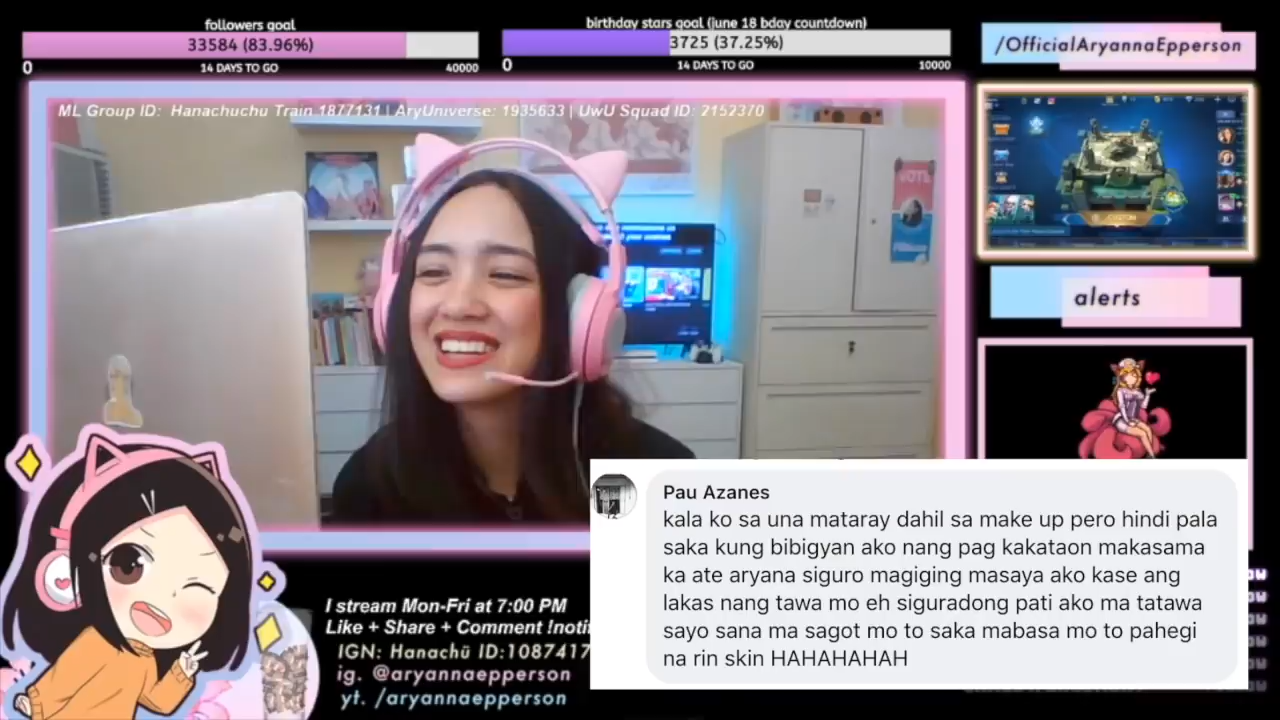 followers goal
33584 (83.96%)
0
14 DAYS TO GO
40000
birthday stars goal (june 18 bday countdown)
3725 (37.25%)
0
14 DAYS TO GO
10000
/OfficialAryannaEpperson
ML Group ID: Hanachuchu Train 1877131 | AryUniverse: 1935633 | UwU Squad ID: 2152370
VOTE
alerts
Pau Azanes
kala ko sa una mataray dahil sa make up pero hindi pala
saka kung bibigyan ako nang pag kakataon makasama
ka ate aryana siguro magiging masaya ako kase ang
lakas nang tawa mo eh siguradong pati ako ma tatawa
sayo sana ma sagot mo to saka mabasa mo to pahegi
na rin skin HAHAHAHAH
I stream Mon-Fri at 7:00 PM
Like + Share + Comment !noti
IGN: Hanachü ID:1087417
ig. @aryannaepperson
yt. /aryannaepperson